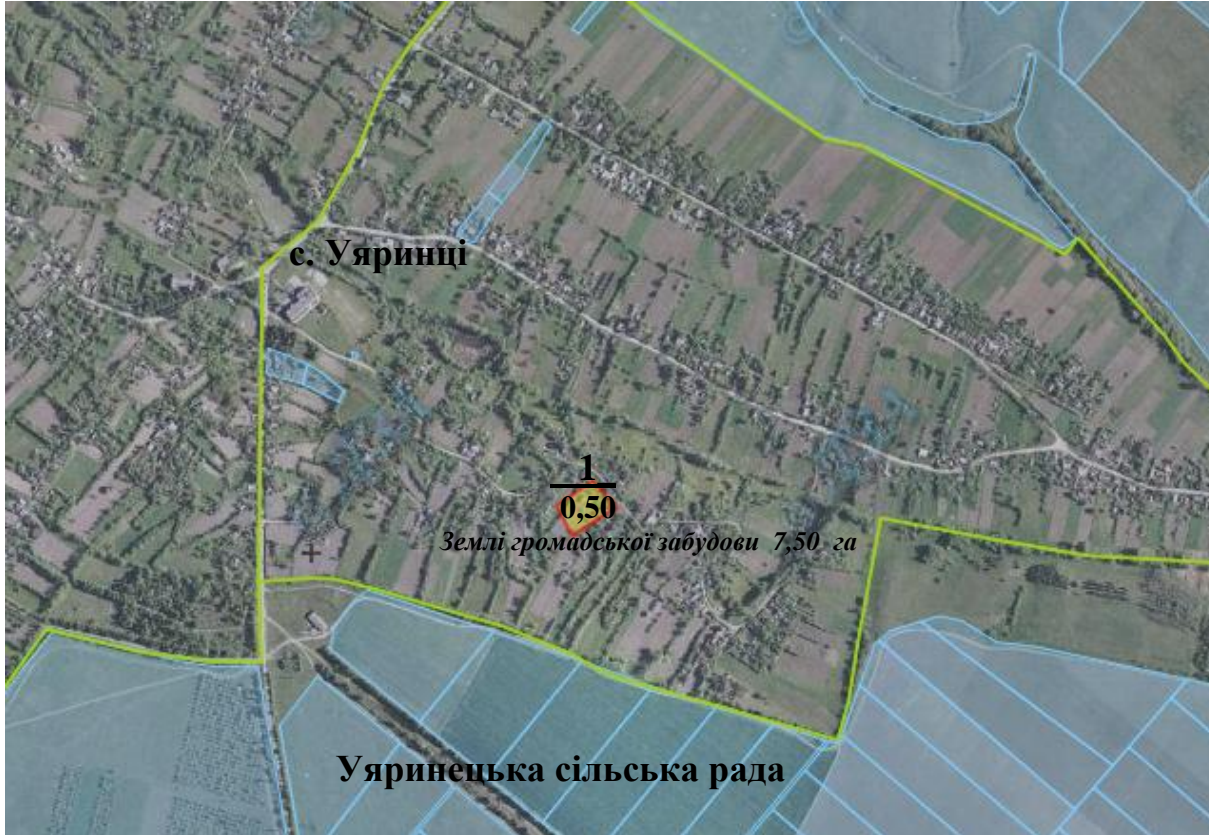 с. Уяринці
1
0,50
Землі громадської забудови 7,50 га
Уяринецька сільська рада